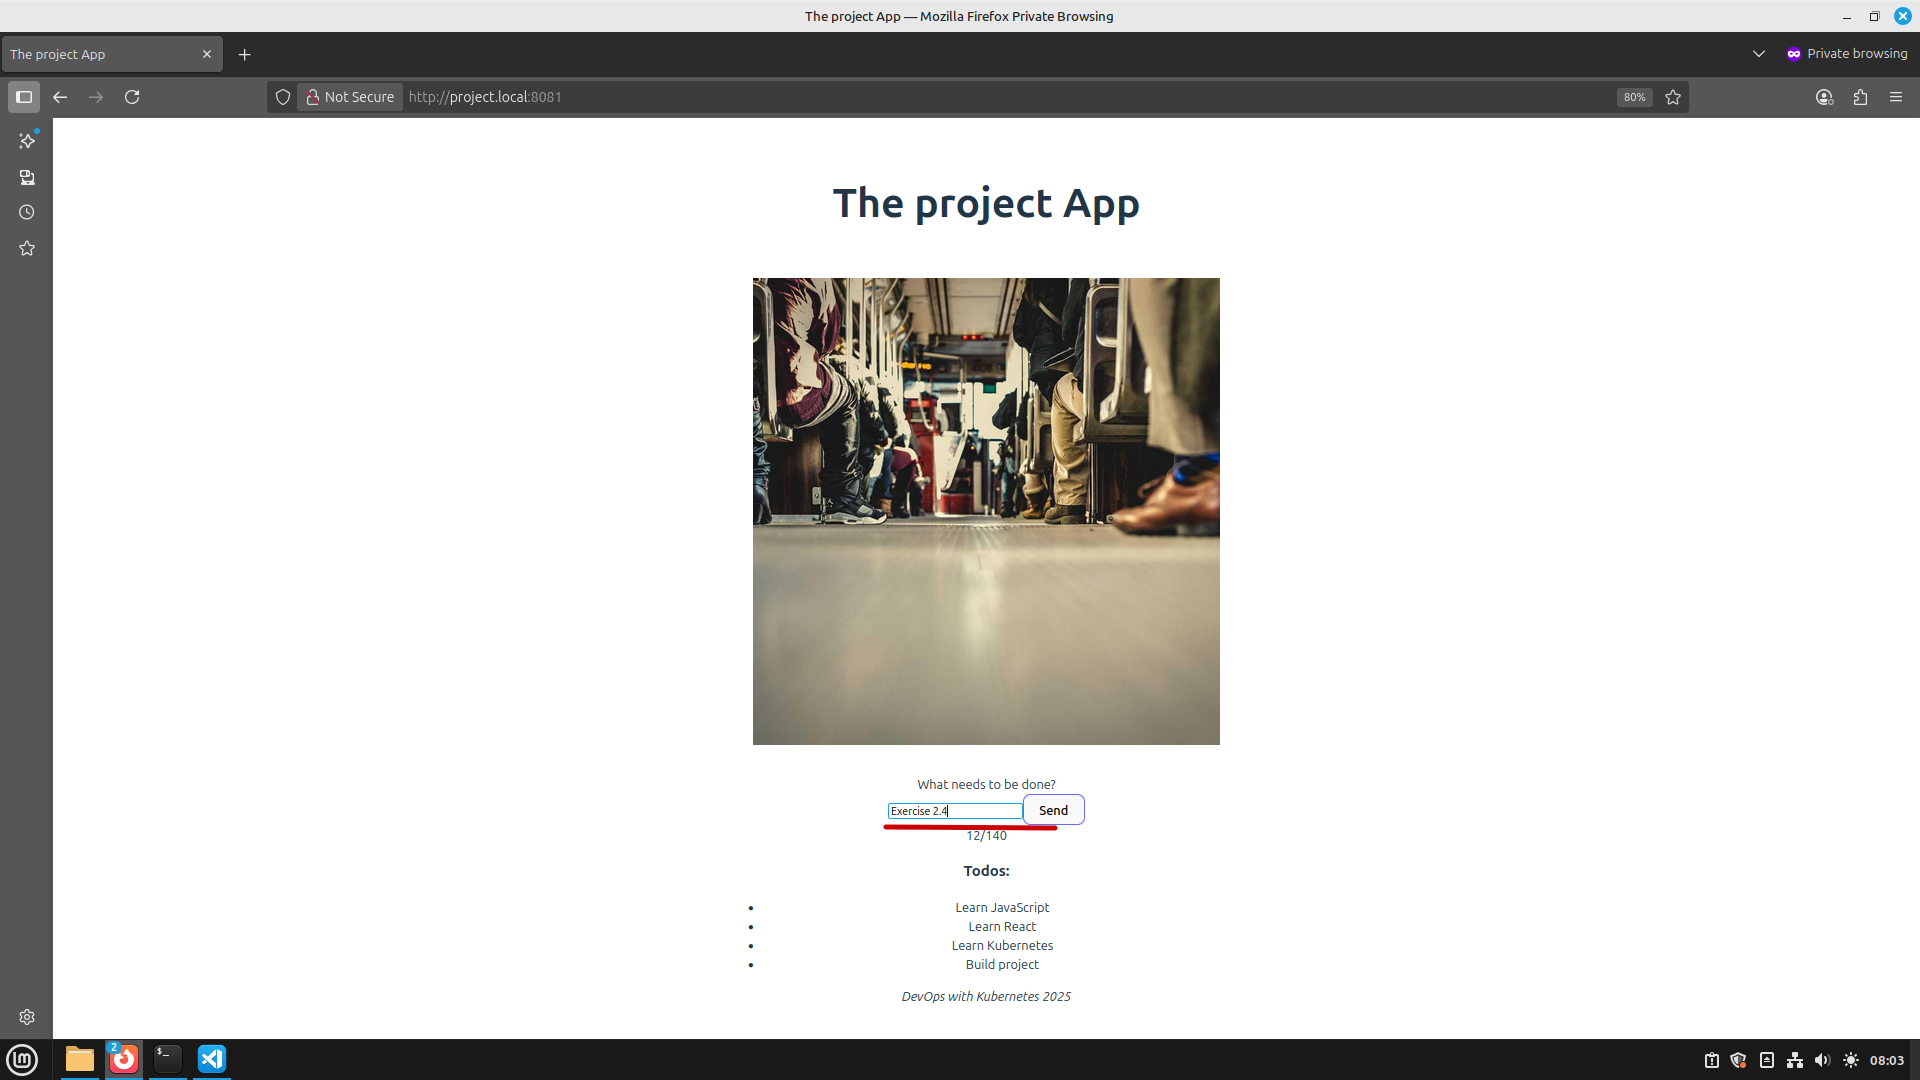 The project App — Mozilla Firefox Private Browsing
The project App
Private browsing
Not Secure
http://project.local:8081
80%
The project App
What needs to be done?
Exercise 2.4
Send
12/140
Todos:
• Learn JavaScript
• Learn React
• Learn Kubernetes
• Build project
DevOps with Kubernetes 2025
2
$_
08:03